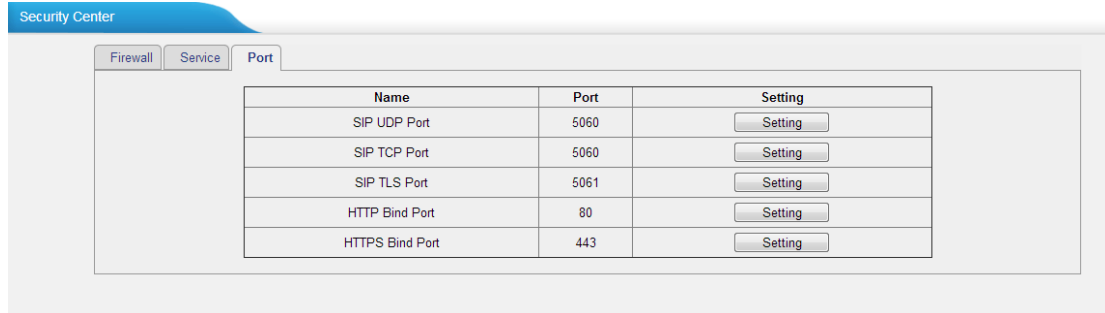 Security Center
Firewall Service Port
Name Port Setting
SIP UDP Port 5060 Setting
SIP TCP Port 5060 Setting
SIP TLS Port 5061 Setting
HTTP Bind Port 80 Setting
HTTPS Bind Port 443 Setting